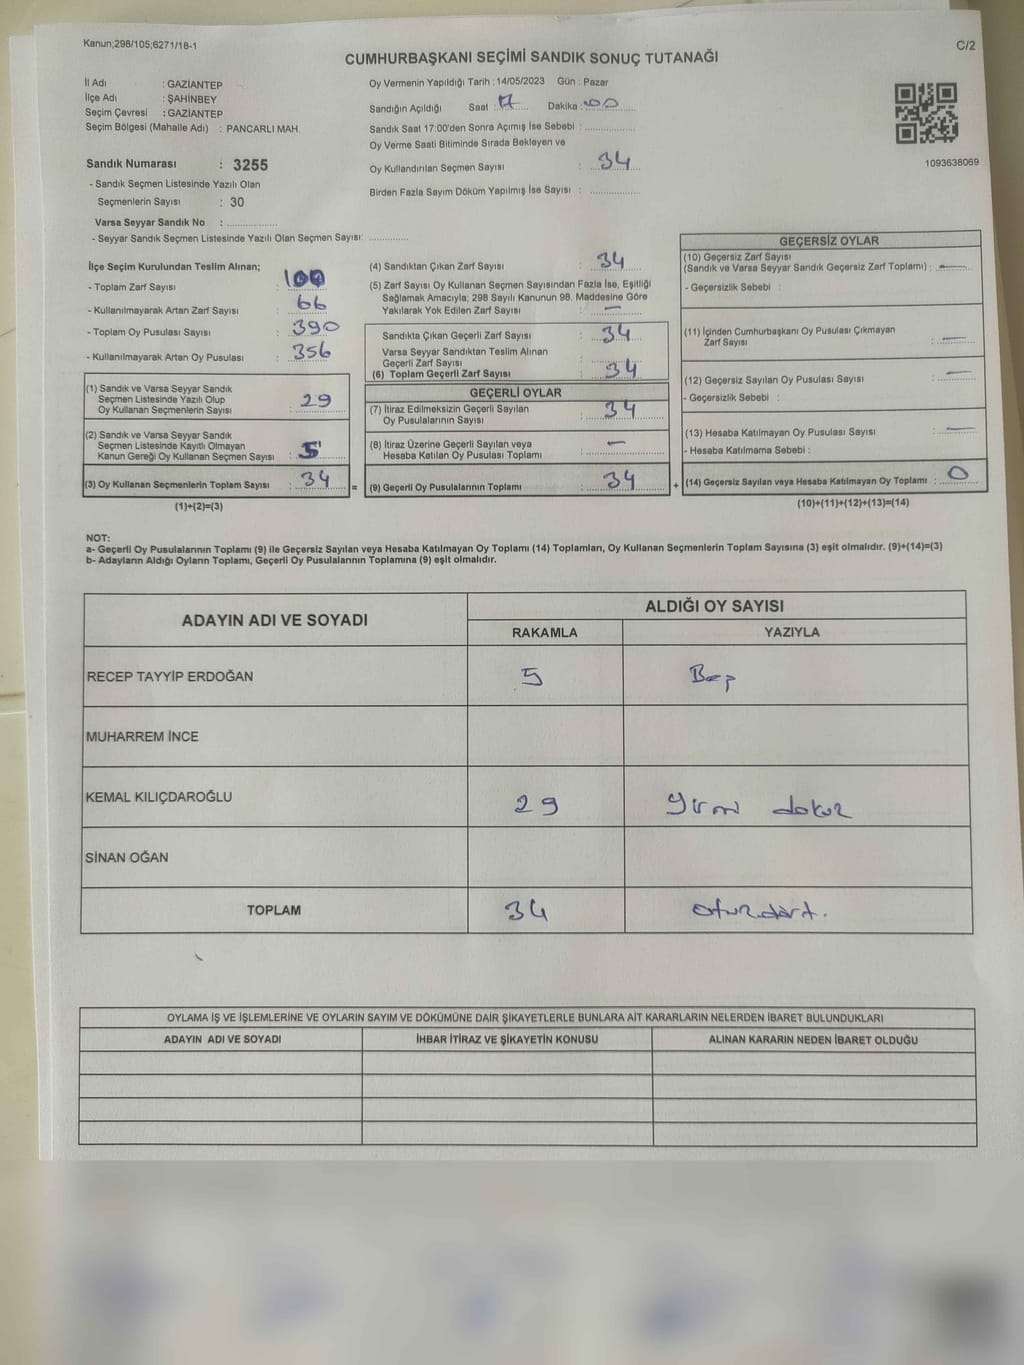 Kanun;298/105;6271/18-1
C/2
CUMHURBAŞKANI SEÇİMİ SANDIK SONUÇ TUTANAĞI
İl Adı : GAZİANTEP
İlçe Adı : ŞAHİNBEY
Seçim Çevresi : GAZİANTEP
Seçim Bölgesi (Mahalle Adı) : PANCARLI MAH.
Sandık Numarası : 3255
- Sandık Seçmen Listesinde Yazılı Olan
Seçmenlerin Sayısı : 30
Varsa Seyyar Sandık No : ................
- Seyyar Sandık Seçmen Listesinde Yazılı Olan Seçmen Sayısı: ............
Oy Vermenin Yapıldığı Tarih : 14/05/2023 Gün : Pazar
Sandığın Açıldığı Saat : 17 Dakika : 00
Sandık Saat 17:00'den Sonra Açımış İse Sebebi : ................
Oy Verme Saati Bitiminde Sırada Bekleyen ve
Oy Kullandırılan Seçmen Sayısı : 34
Birden Fazla Sayım Döküm Yapılmış İse Sayısı : ................
1093638069
İlçe Seçim Kurulundan Teslim Alınan;
- Toplam Zarf Sayısı : 100
- Kullanılmayarak Artan Zarf Sayısı : 66
- Toplam Oy Pusulası Sayısı : 390
- Kullanılmayarak Artan Oy Pusulası : 356
(1) Sandık ve Varsa Seyyar Sandık
Seçmen Listesinde Yazılı Olup
Oy Kullanan Seçmenlerin Sayısı : 29
(2) Sandık ve Varsa Seyyar Sandık
Seçmen Listesinde Kayıtlı Olmayan
Kanun Gereği Oy Kullanan Seçmen Sayısı : 5
(3) Oy Kullanan Seçmenlerin Toplam Sayısı : 34 =
(1)+(2)=(3)
(4) Sandıktan Çıkan Zarf Sayısı : 34
(5) Zarf Sayısı Oy Kullanan Seçmen Sayısından Fazla İse, Eşitliği
Sağlamak Amacıyla; 298 Sayılı Kanunun 98. Maddesine Göre
Yakılarak Yok Edilen Zarf Sayısı : —
Sandıkta Çıkan Geçerli Zarf Sayısı : 34
Varsa Seyyar Sandıktan Teslim Alınan
Geçerli Zarf Sayısı :
(6) Toplam Geçerli Zarf Sayısı : 34
GEÇERLİ OYLAR
(7) İtiraz Edilmeksizin Geçerli Sayılan
Oy Pusulalarının Sayısı : 34
(8) İtiraz Üzerine Geçerli Sayılan veya
Hesaba Katılan Oy Pusulası Toplamı : —
(9) Geçerli Oy Pusulalarının Toplamı : 34 +
GEÇERSİZ OYLAR
(10) Geçersiz Zarf Sayısı
(Sandık ve Varsa Seyyar Sandık Geçersiz Zarf Toplamı) : —
- Geçersizlik Sebebi :
(11) İçinden Cumhurbaşkanı Oy Pusulası Çıkmayan
Zarf Sayısı : —
(12) Geçersiz Sayılan Oy Pusulası Sayısı : —
- Geçersizlik Sebebi :
(13) Hesaba Katılmayan Oy Pusulası Sayısı : —
- Hesaba Katılmama Sebebi :
(14) Geçersiz Sayılan veya Hesaba Katılmayan Oy Toplamı : 0
(10)+(11)+(12)+(13)=(14)
NOT:
a- Geçerli Oy Pusulalarının Toplamı (9) ile Geçersiz Sayılan veya Hesaba Katılmayan Oy Toplamı (14) Toplamları, Oy Kullanan Seçmenlerin Toplam Sayısına (3) eşit olmalıdır. (9)+(14)=(3)
b- Adayların Aldığı Oyların Toplamı, Geçerli Oy Pusulalarının Toplamına (9) eşit olmalıdır.
ADAYIN ADI VE SOYADI ALDIĞI OY SAYISI
RAKAMLA YAZIYLA
RECEP TAYYİP ERDOĞAN 5 Beş
MUHARREM İNCE
KEMAL KILIÇDAROĞLU 29 Yirmi dokuz
SİNAN OĞAN
TOPLAM 34 otuzdört.
OYLAMA İŞ VE İŞLEMLERİNE VE OYLARIN SAYIM VE DÖKÜMÜNE DAİR ŞİKAYETLERLE BUNLARA AİT KARARLARIN NELERDEN İBARET BULUNDUKLARI
ADAYIN ADI VE SOYADI İHBAR İTİRAZ VE ŞİKAYETİN KONUSU ALINAN KARARIN NEDEN İBARET OLDUĞU